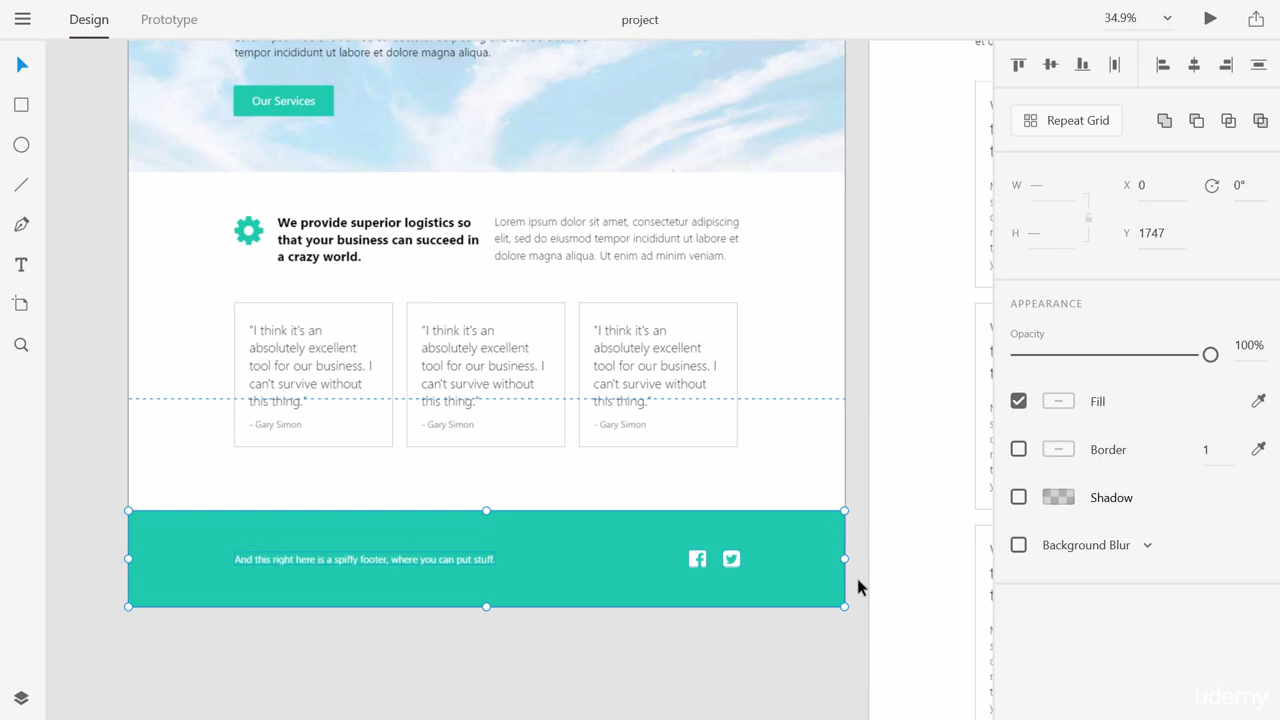 Design
Prototype
project
34.9%
tempor incididunt ut labore et dolore magna aliqua.
Our Services
Repeat Grid
W
X 0
0°
H
Y 1747
We provide superior logistics so
that your business can succeed in
a crazy world.
Lorem ipsum dolor sit amet, consectetur adipiscing
elit, sed do eiusmod tempor incididunt ut labore et
dolore magna aliqua. Ut enim ad minim veniam.
"I think it's an
absolutely excellent
tool for our business. I
can't survive without
this thing."
- Gary Simon
"I think it's an
absolutely excellent
tool for our business. I
can't survive without
this thing."
- Gary Simon
"I think it's an
absolutely excellent
tool for our business. I
can't survive without
this thing."
- Gary Simon
And this right here is a spiffy footer, where you can put stuff.
APPEARANCE
Opacity
100%
Fill
Border
1
Shadow
Background Blur
udemy